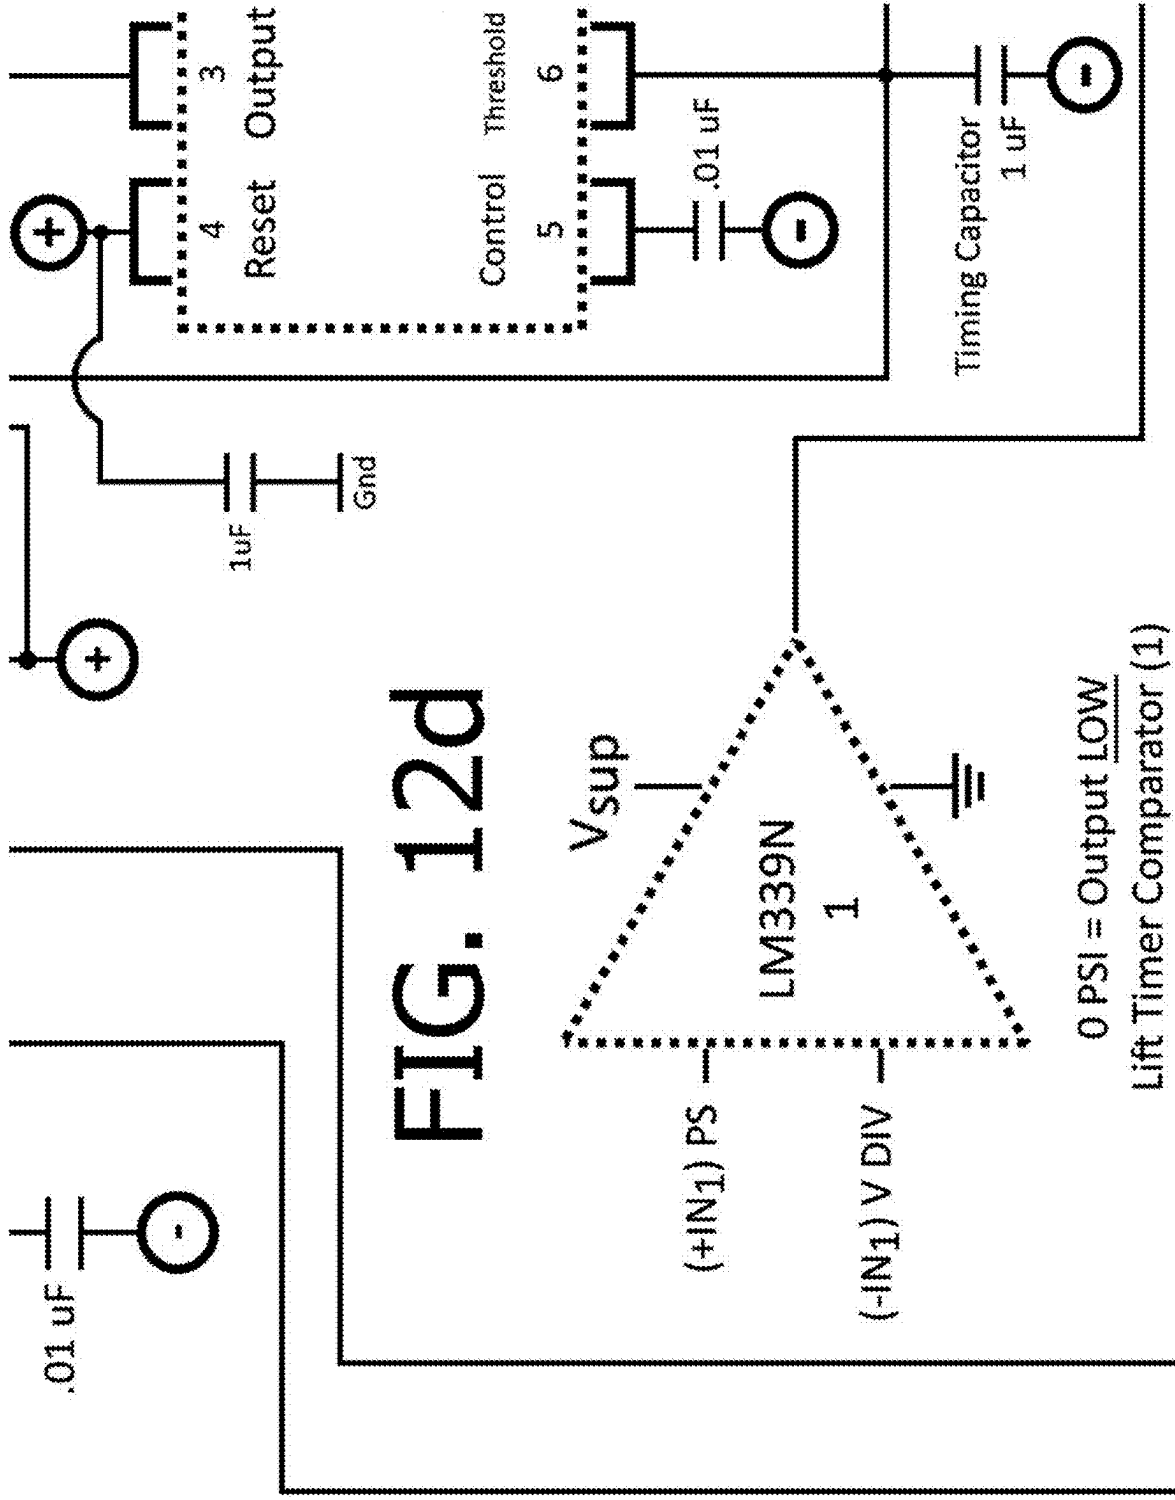 3
Output
4
Reset
Threshold
6
Control
5
.01 uF
Timing Capacitor
1 uF
1uF
Gnd
+
+
-
-
-
.01 uF
FIG. 12d
Vsup
LM339N
1
(+IN1) PS
(-IN1) V DIV
0 PSI = Output LOW
Lift Timer Comparator (1)